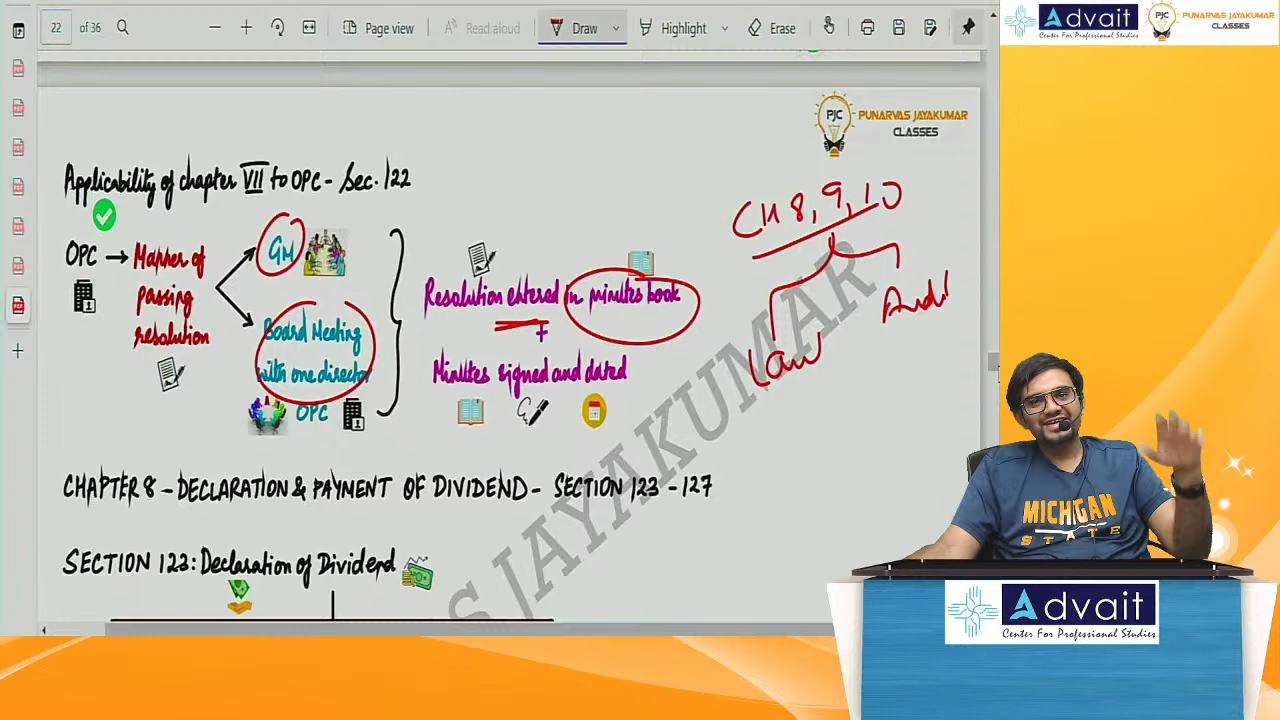 22 of 36 Page view Read aloud Draw Highlight Erase
Advait
Center For Professional Studies
PJC
PUNARVAS JAYAKUMAR
CLASSES
PJC PUNARVAS JAYAKUMAR
CLASSES
Applicability of chapter VII to OPC - Sec. 122
OPC → Manner of
passing
resolution
GM
Board Meeting
with one director
OPC
Resolution entered in minutes book
+
Minutes signed and dated
CH 8, 9, 10
Law
Audit
CHAPTER 8 - DECLARATION & PAYMENT OF DIVIDEND - SECTION 123 - 127
SECTION 123: Declaration of Dividend
S JAYAKUMAR
MICHIGAN
STATE
Advait
Center For Professional Studies